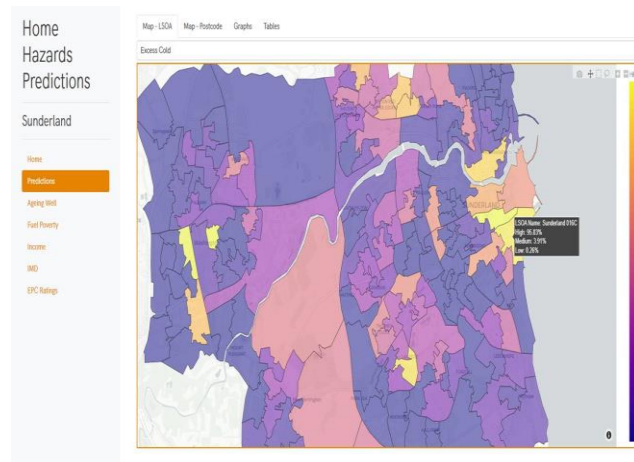 Home
Hazards
Predictions
Sunderland
Home
Predictions
Ageing Well
Fuel Poverty
Income
IMD
EPC Ratings
Map - LSOA Map - Postcode Graphs Tables
Excess Cold
LSOA Name: Sunderland 016C
High: 95.83%
Medium: 3.91%
Low: 0.26%